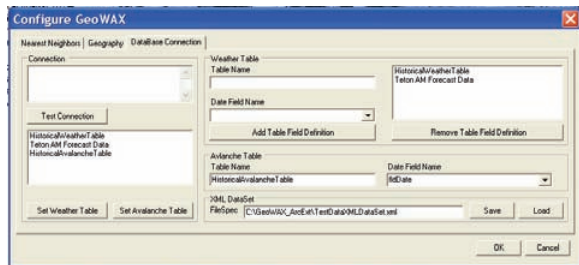 Configure GeoWAX
Nearest Neighbors Geography DataBase Connection
Connection
Test Connection
HistoricalWeatherTable
Teton AM Forecast Data
HistoricalAvalancheTable
Set Weather Table Set Avalanche Table
Weather Table
Table Name
Date Field Name
Add Table Field Definition
HistoricalWeatherTable
Teton AM Forecast Data
Remove Table Field Definition
Avlanche Table
Table Name Date Field Name
HistoricalAvalancheTable fldDate
XML DataSet
FileSpec C:\GeoWAX_ArcExt\TestDataXMLDataSet.xml Save Load
OK Cancel